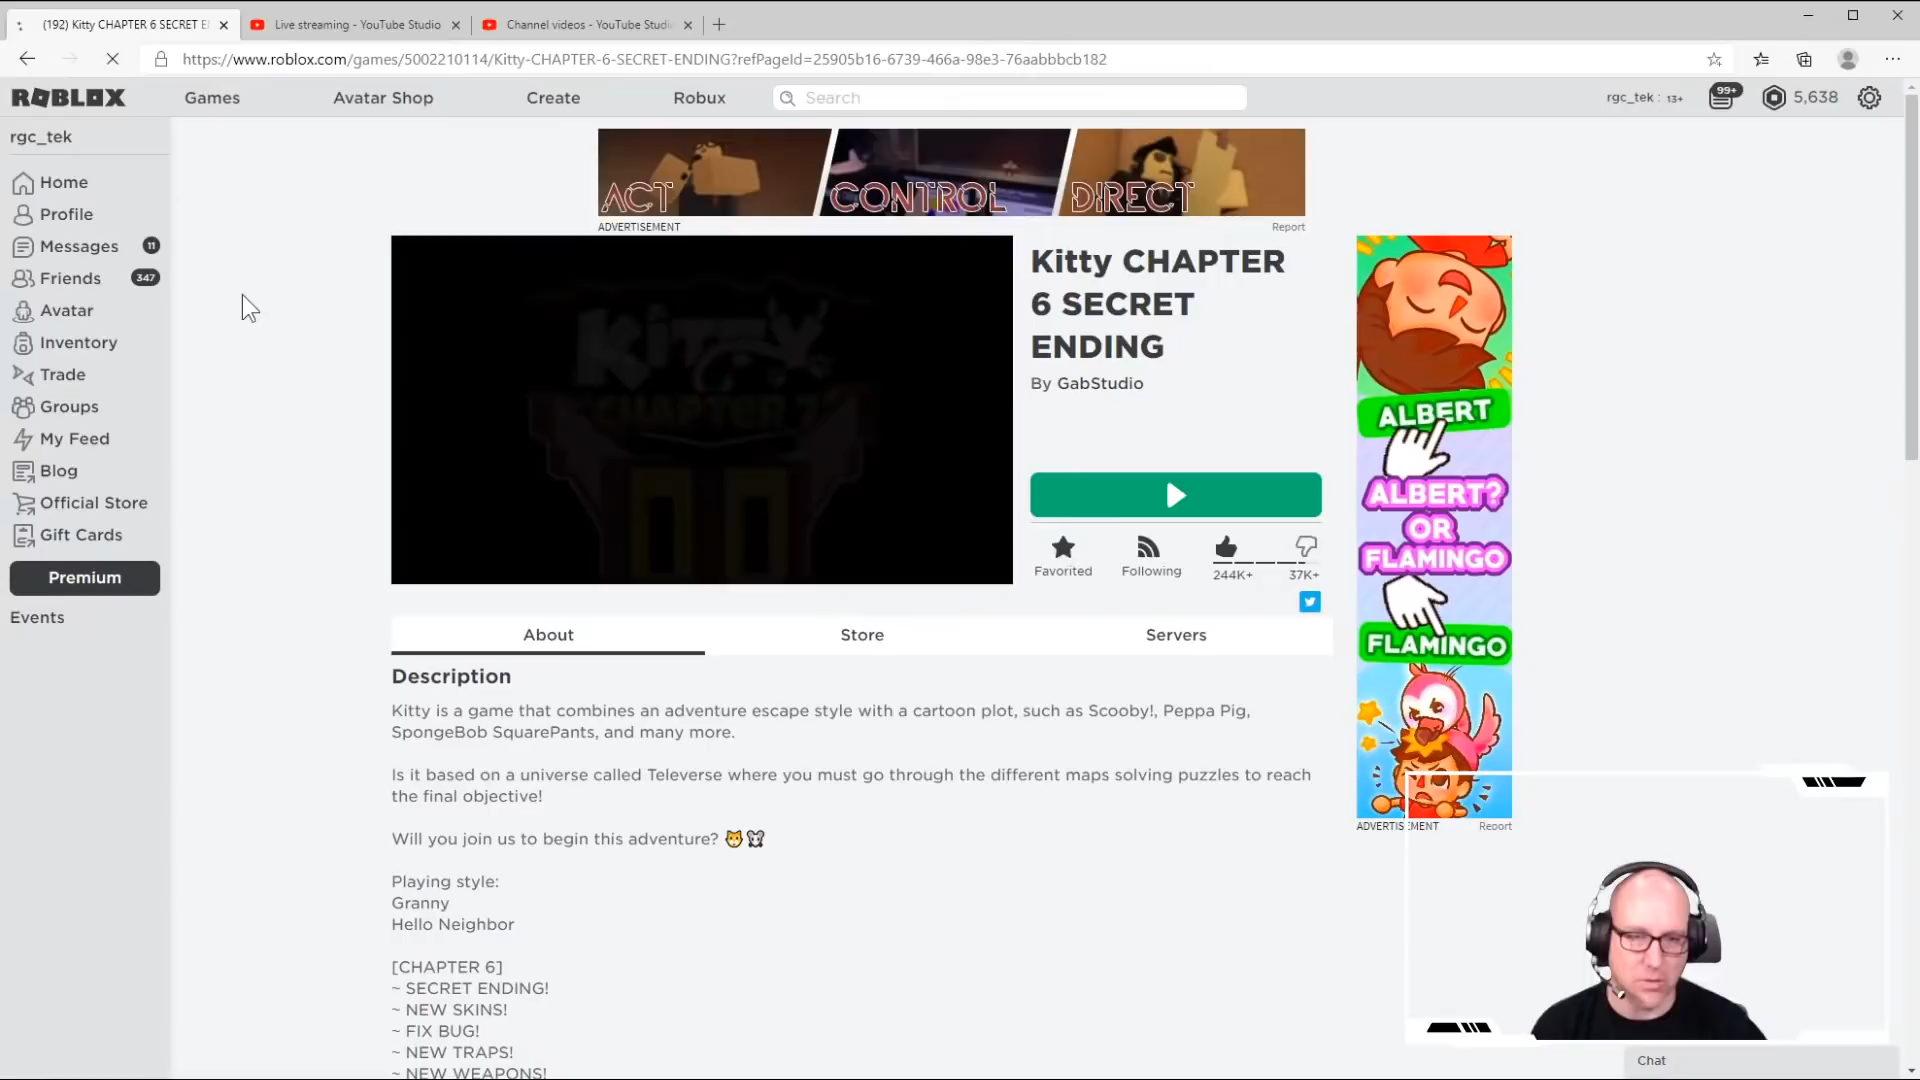 (192) Kitty CHAPTER 6 SECRET E
Live streaming - YouTube Studio
Channel videos - YouTube Studi
https://www.roblox.com/games/5002210114/Kitty-CHAPTER-6-SECRET-ENDING?refPageId=25905b16-6739-466a-98e3-76aabbbcb182
ROBLOX
Games
Avatar Shop
Create
Robux
Search
rgc_tek : 13+
99+
5,638
rgc_tek
Home
Profile
Messages 11
Friends 347
Avatar
Inventory
Trade
Groups
My Feed
Blog
Official Store
Gift Cards
Premium
Events
ACT
CONTROL
DIRECT
ADVERTISEMENT
Report
KiTTY
CHAPTER 7
Kitty CHAPTER
6 SECRET
ENDING
By GabStudio
Favorited
Following
244K+
37K+
About
Store
Servers
Description
Kitty is a game that combines an adventure escape style with a cartoon plot, such as Scooby!, Peppa Pig,
SpongeBob SquarePants, and many more.
Is it based on a universe called Televerse where you must go through the different maps solving puzzles to reach
the final objective!
Will you join us to begin this adventure? 🐱🐭
Playing style:
Granny
Hello Neighbor
[CHAPTER 6]
~ SECRET ENDING!
~ NEW SKINS!
~ FIX BUG!
~ NEW TRAPS!
~ NEW WEAPONS!
ALBERT
ALBERT?
OR
FLAMINGO
FLAMINGO
ADVERTISEMENT
Report
Chat